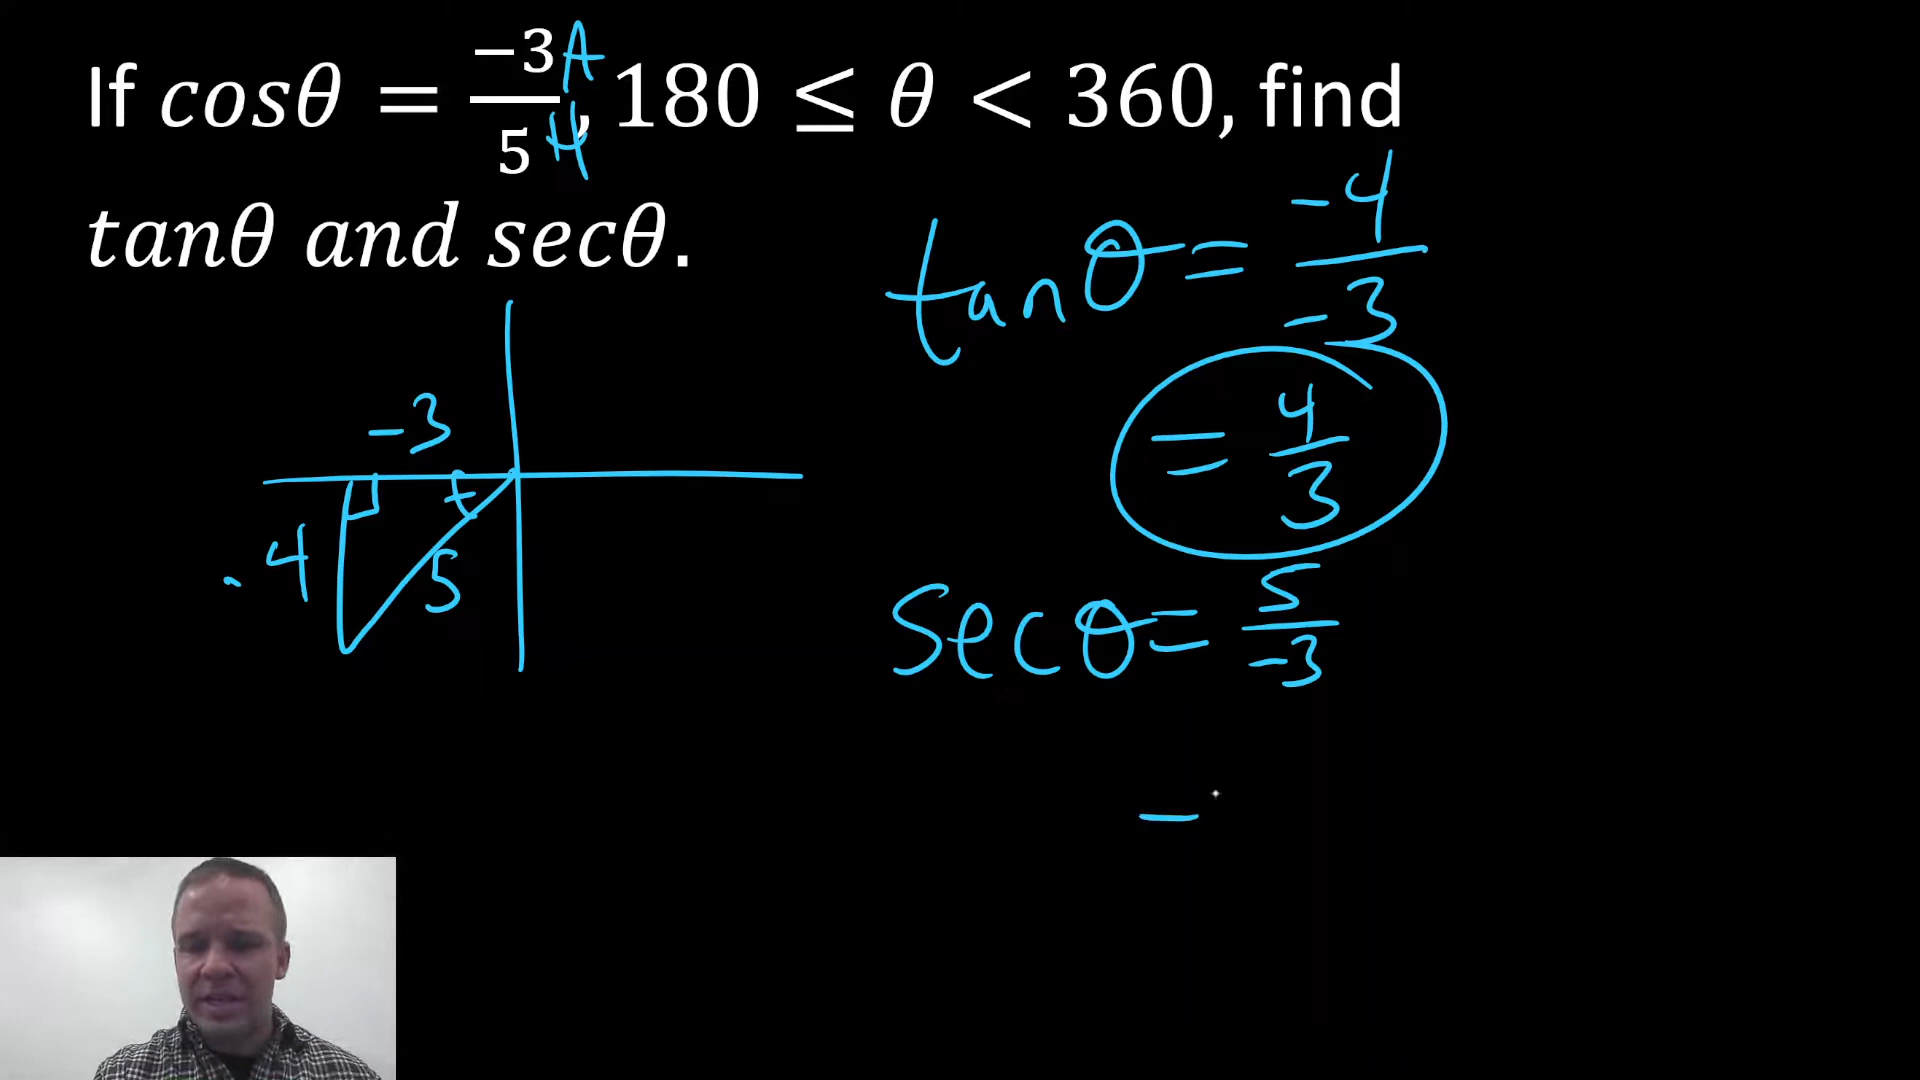 If cosθ = −3/5, 180 ≤ θ < 360, find
A
H
tanθ and secθ.
tanθ = -4/-3
= 4/3
-3
-4
5
secθ = 5/-3
–